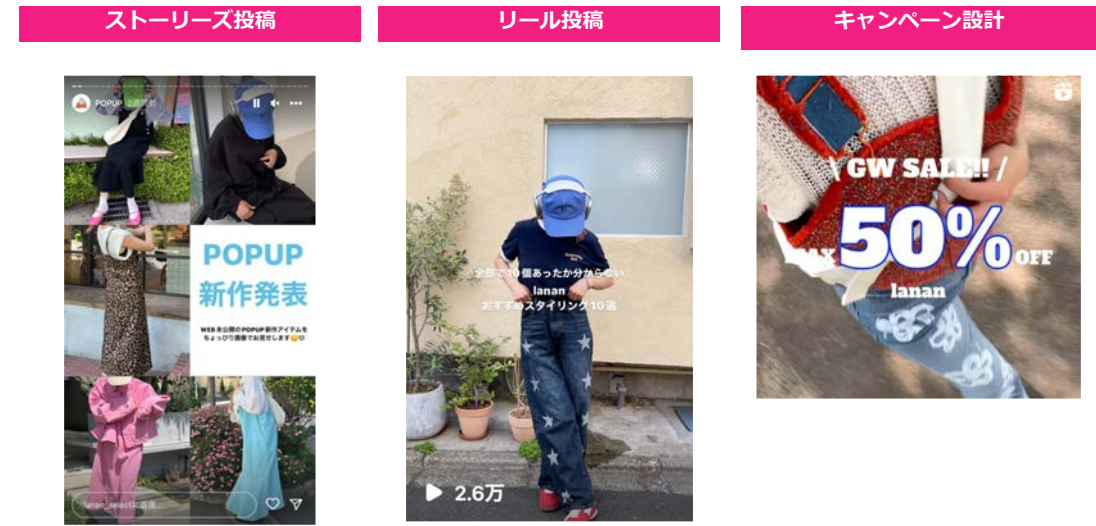 ストーリーズ投稿
リール投稿
キャンペーン設計
POPUP 2週間前
POPUP
新作発表
WEB未公開のPOPUP新作アイテムを
ちょっぴり画像でお見せします
lanan_selectに返信...
全部で10個あったか分からない
lanan
おすすめスタイリング10選
2.6万
\ GW SALE!! /
MAX 50% OFF
lanan